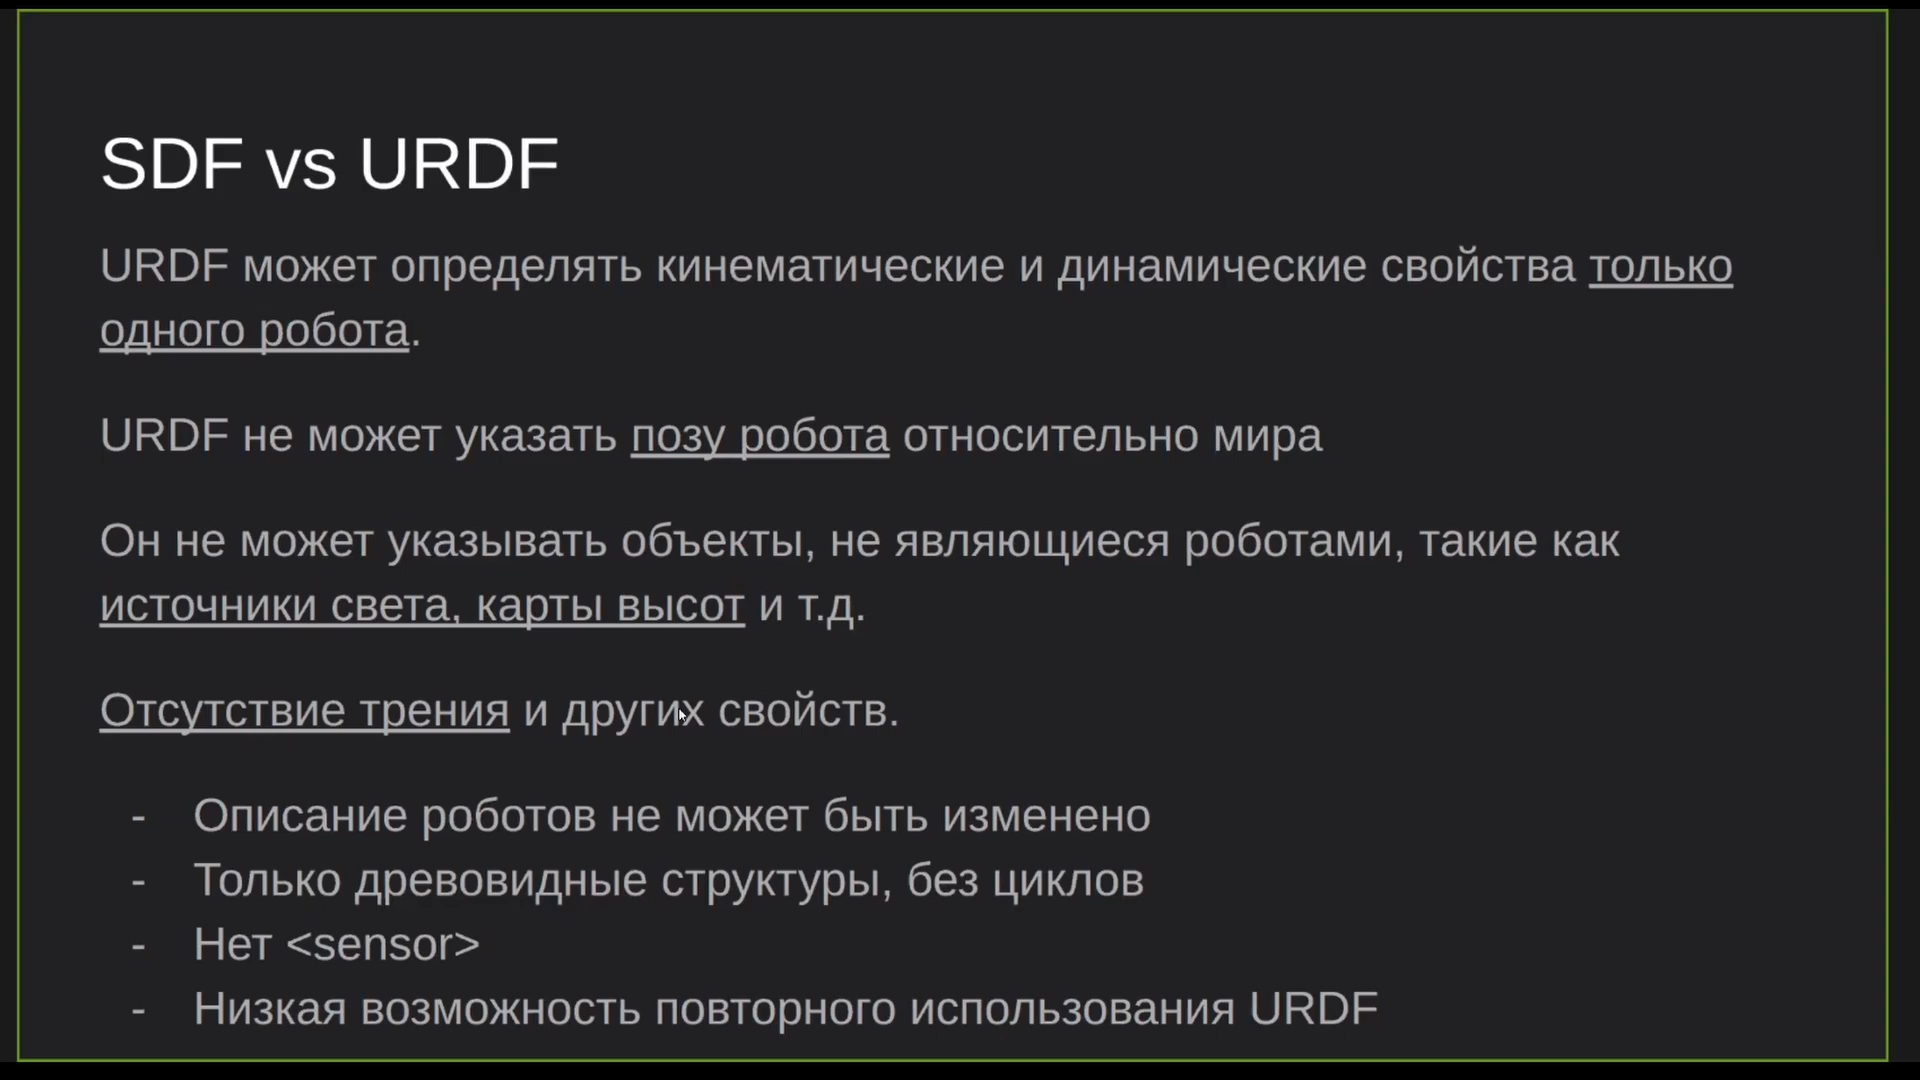 SDF vs URDF
URDF может определять кинематические и динамические свойства только
одного робота.
URDF не может указать позу робота относительно мира
Он не может указывать объекты, не являющиеся роботами, такие как
источники света, карты высот и т.д.
Отсутствие трения и других свойств.
- Описание роботов не может быть изменено
- Только древовидные структуры, без циклов
- Нет <sensor>
- Низкая возможность повторного использования URDF